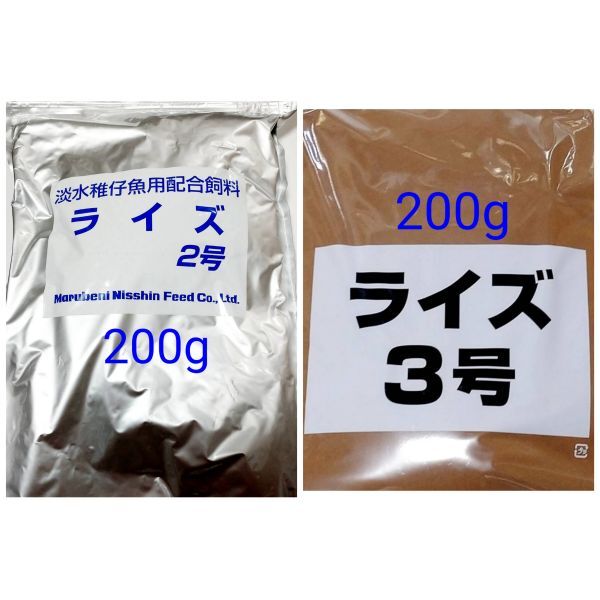 淡水稚仔魚用配合飼料
ライズ
2号
Marubeni Nisshin Feed Co., Ltd.
200g
200g
ライズ
3号